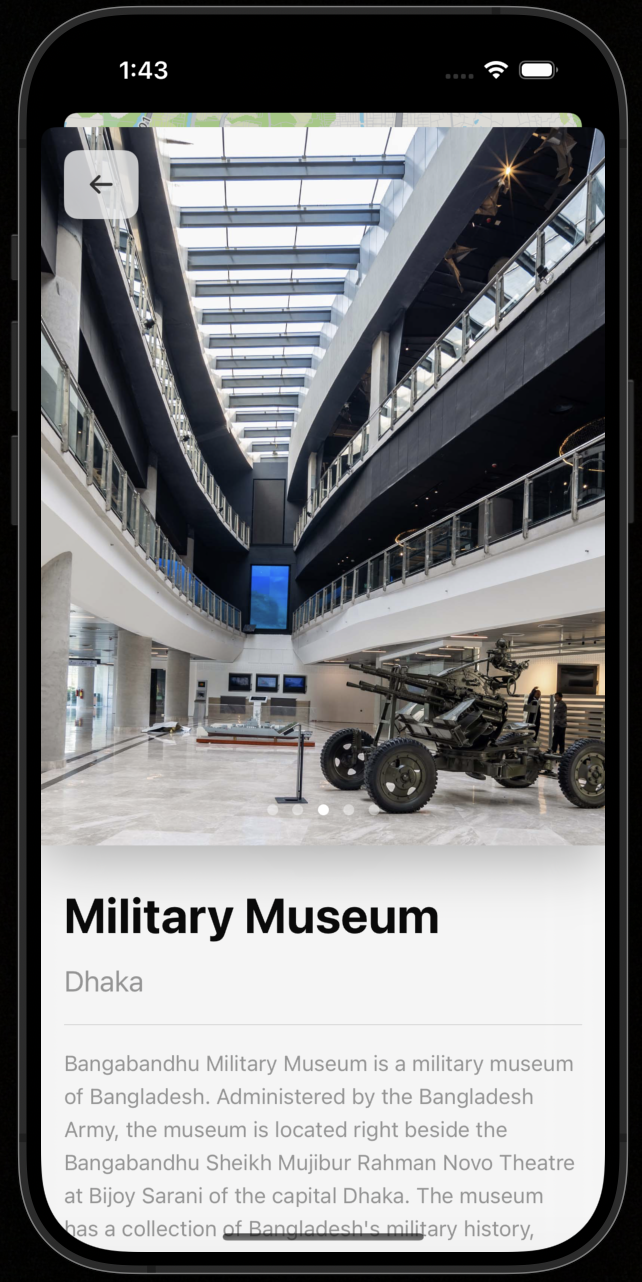 1:43
Military Museum
Dhaka
Bangabandhu Military Museum is a military museum
of Bangladesh. Administered by the Bangladesh
Army, the museum is located right beside the
Bangabandhu Sheikh Mujibur Rahman Novo Theatre
at Bijoy Sarani of the capital Dhaka. The museum
has a collection of Bangladesh's military history,